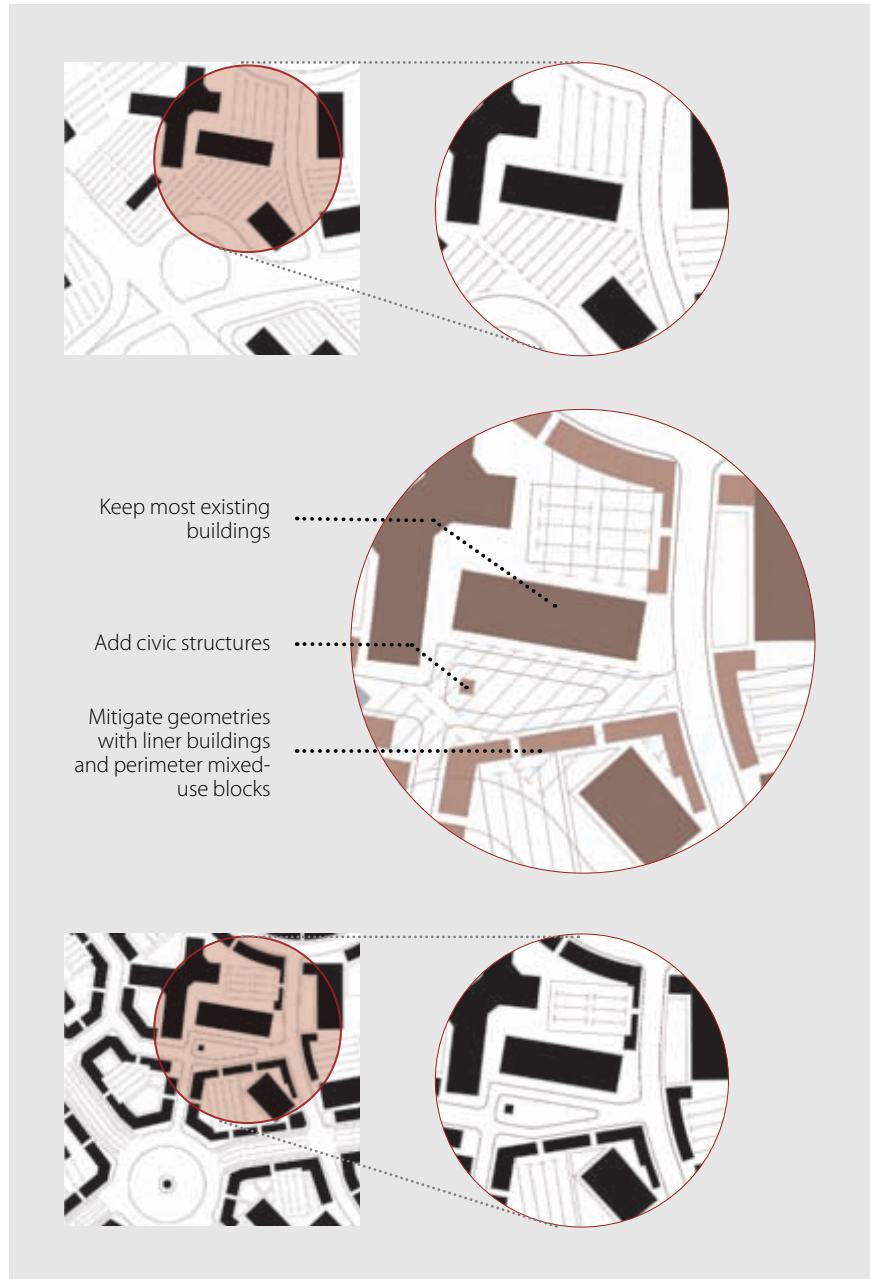 Keep most existing
buildings
Add civic structures
Mitigate geometries
with liner buildings
and perimeter mixed-
use blocks